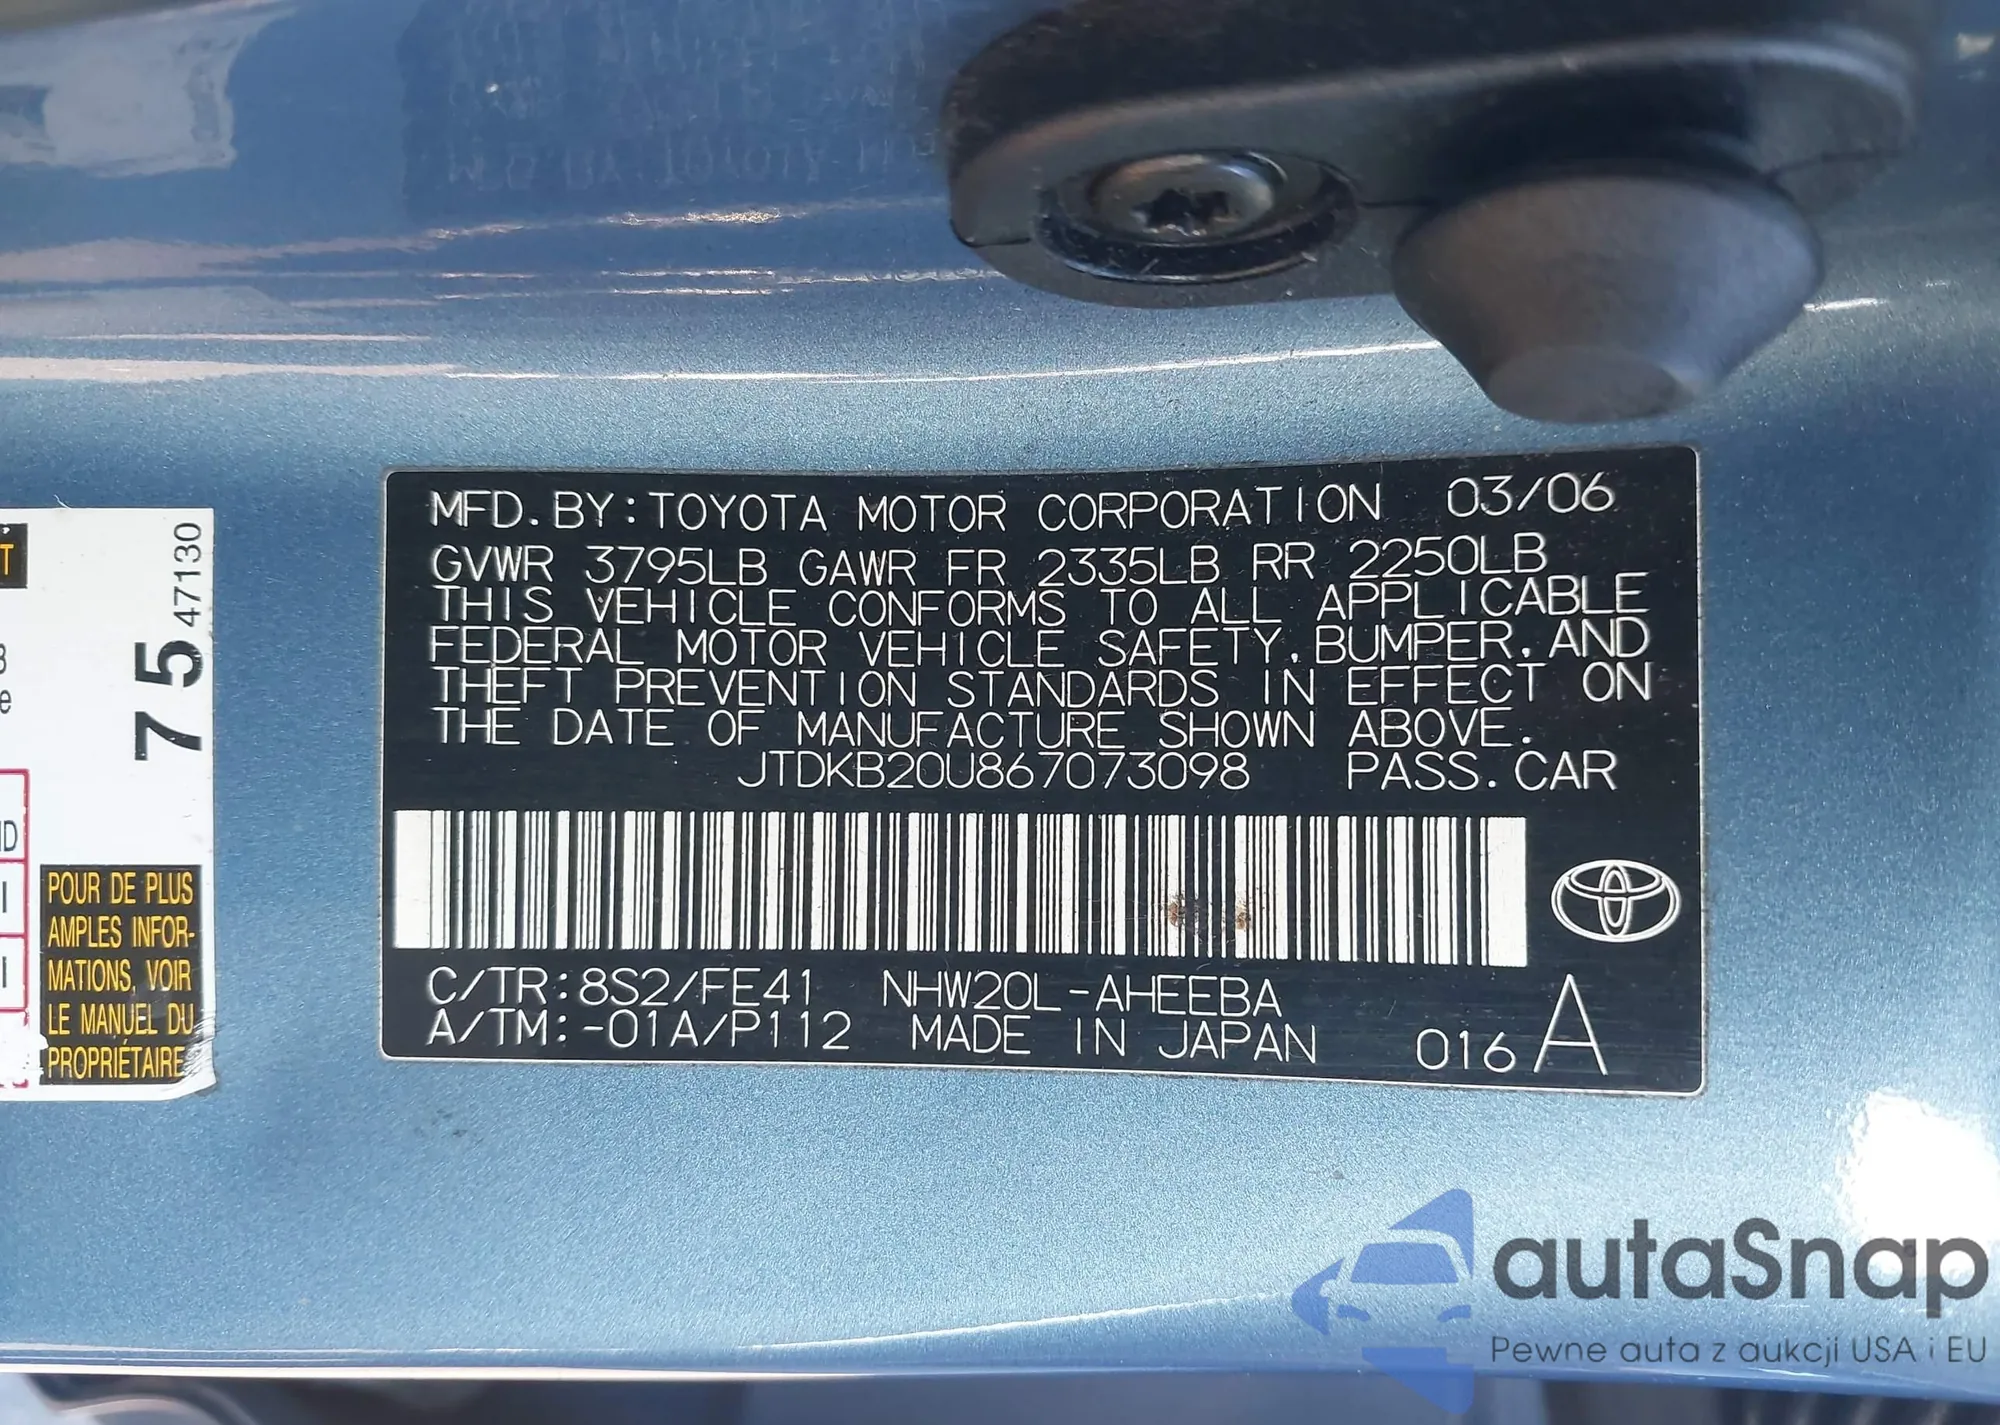 MFD. BY: TOYOTA MOTOR CORPORATION 03/06
GVWR 3795LB GAWR FR 2335LB RR 2250LB
THIS VEHICLE CONFORMS TO ALL APPLICABLE
FEDERAL MOTOR VEHICLE SAFETY, BUMPER, AND
THEFT PREVENTION STANDARDS IN EFFECT ON
THE DATE OF MANUFACTURE SHOWN ABOVE.
JTDKB20U867073098 PASS. CAR
C/TR: 8S2/FE41 NHW20L-AHEEBA
A/TM: -01A/P112 MADE IN JAPAN 016 A
75 47130
POUR DE PLUS
AMPLES INFOR-
MATIONS, VOIR
LE MANUEL DU
PROPRIÉTAIRE
autaSnap
Pewne auta z aukcji USA i EU